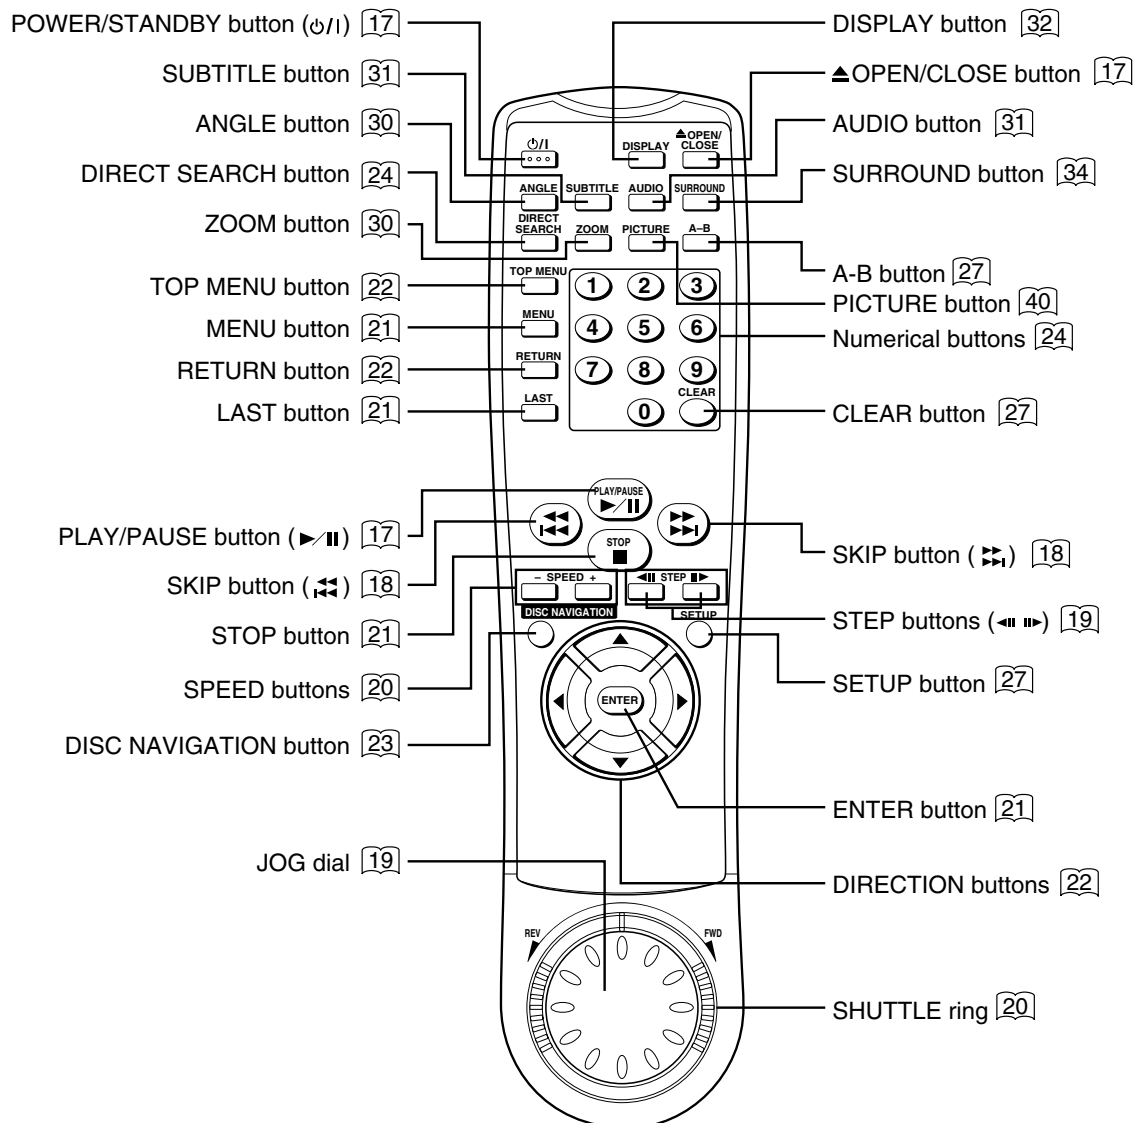 POWER/STANDBY button (⏻/I) 17
SUBTITLE button 31
ANGLE button 30
DIRECT SEARCH button 24
ZOOM button 30
TOP MENU button 22
MENU button 21
RETURN button 22
LAST button 21
PLAY/PAUSE button (►/II) 17
SKIP button (I◄◄) 18
STOP button 21
SPEED buttons 20
DISC NAVIGATION button 23
JOG dial 19
⏻/I
DISPLAY
▲OPEN/
CLOSE
ANGLE
SUBTITLE
AUDIO
SURROUND
DIRECT
SEARCH
ZOOM
PICTURE
A–B
TOP MENU
1 2 3
MENU
4 5 6
RETURN
7 8 9
LAST
CLEAR
0
PLAY/PAUSE
►/II
◄◄
I◄◄
►►
►►I
STOP
■
– SPEED +
◄II STEP II►
DISC NAVIGATION
SETUP
▲
◄ ENTER ►
▼
REV
FWD
DISPLAY button 32
▲OPEN/CLOSE button 17
AUDIO button 31
SURROUND button 34
A-B button 27
PICTURE button 40
Numerical buttons 24
CLEAR button 27
SKIP button (►►I) 18
STEP buttons (◄II II►) 19
SETUP button 27
ENTER button 21
DIRECTION buttons 22
SHUTTLE ring 20